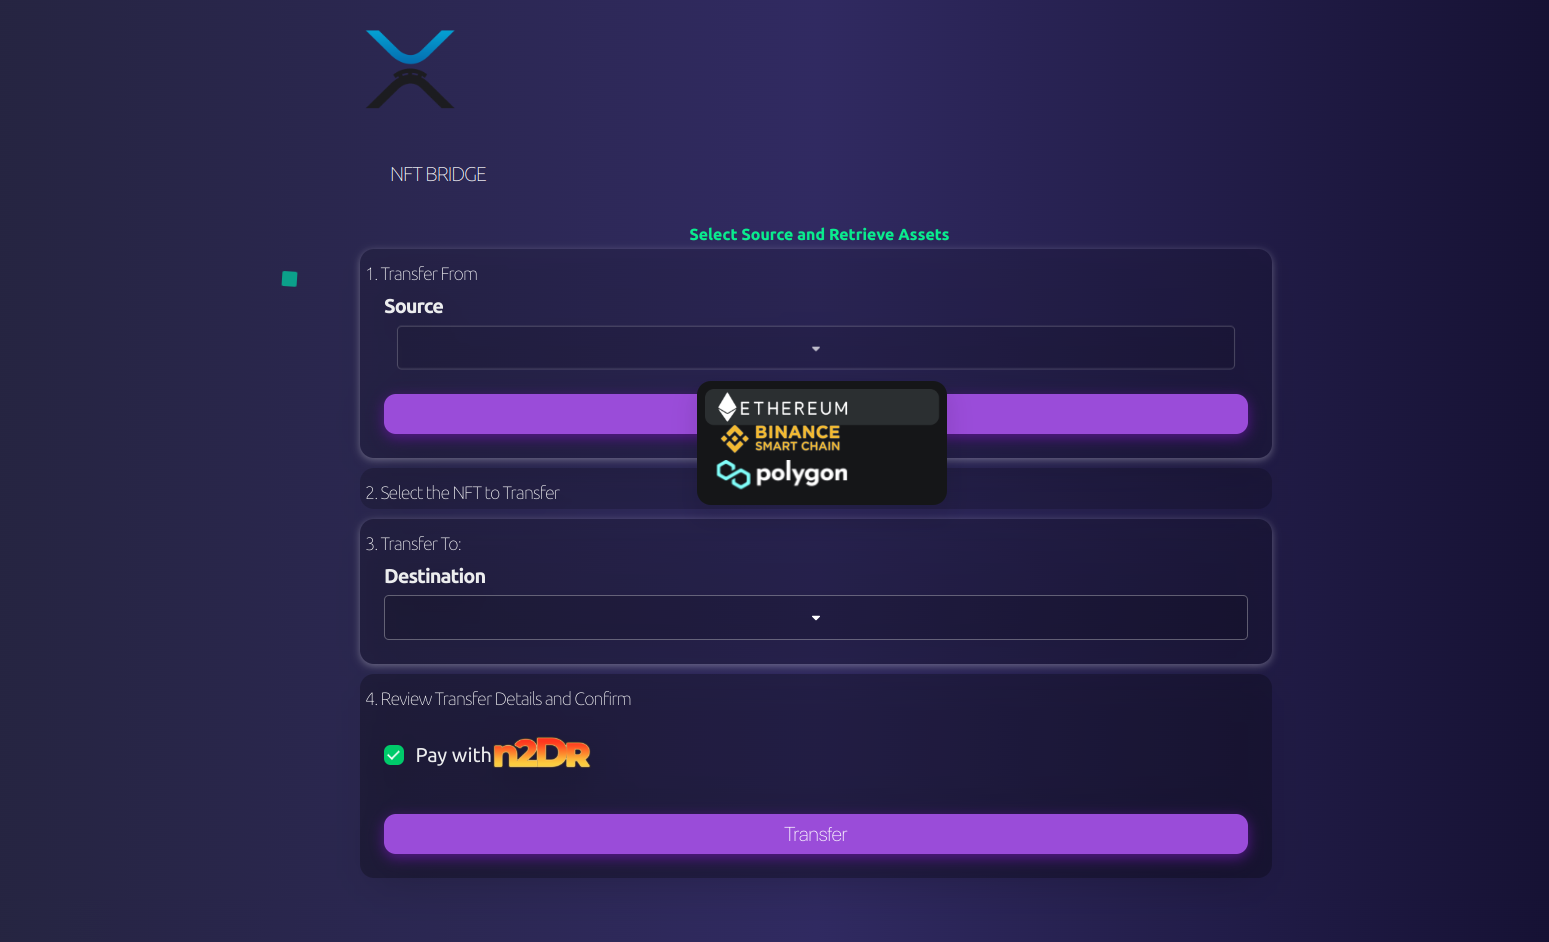 NFT BRIDGE
Select Source and Retrieve Assets
1. Transfer From
Source
ETHEREUM
BINANCE
SMART CHAIN
polygon
2. Select the NFT to Transfer
3. Transfer To:
Destination
4. Review Transfer Details and Confirm
Pay with n2DR
Transfer